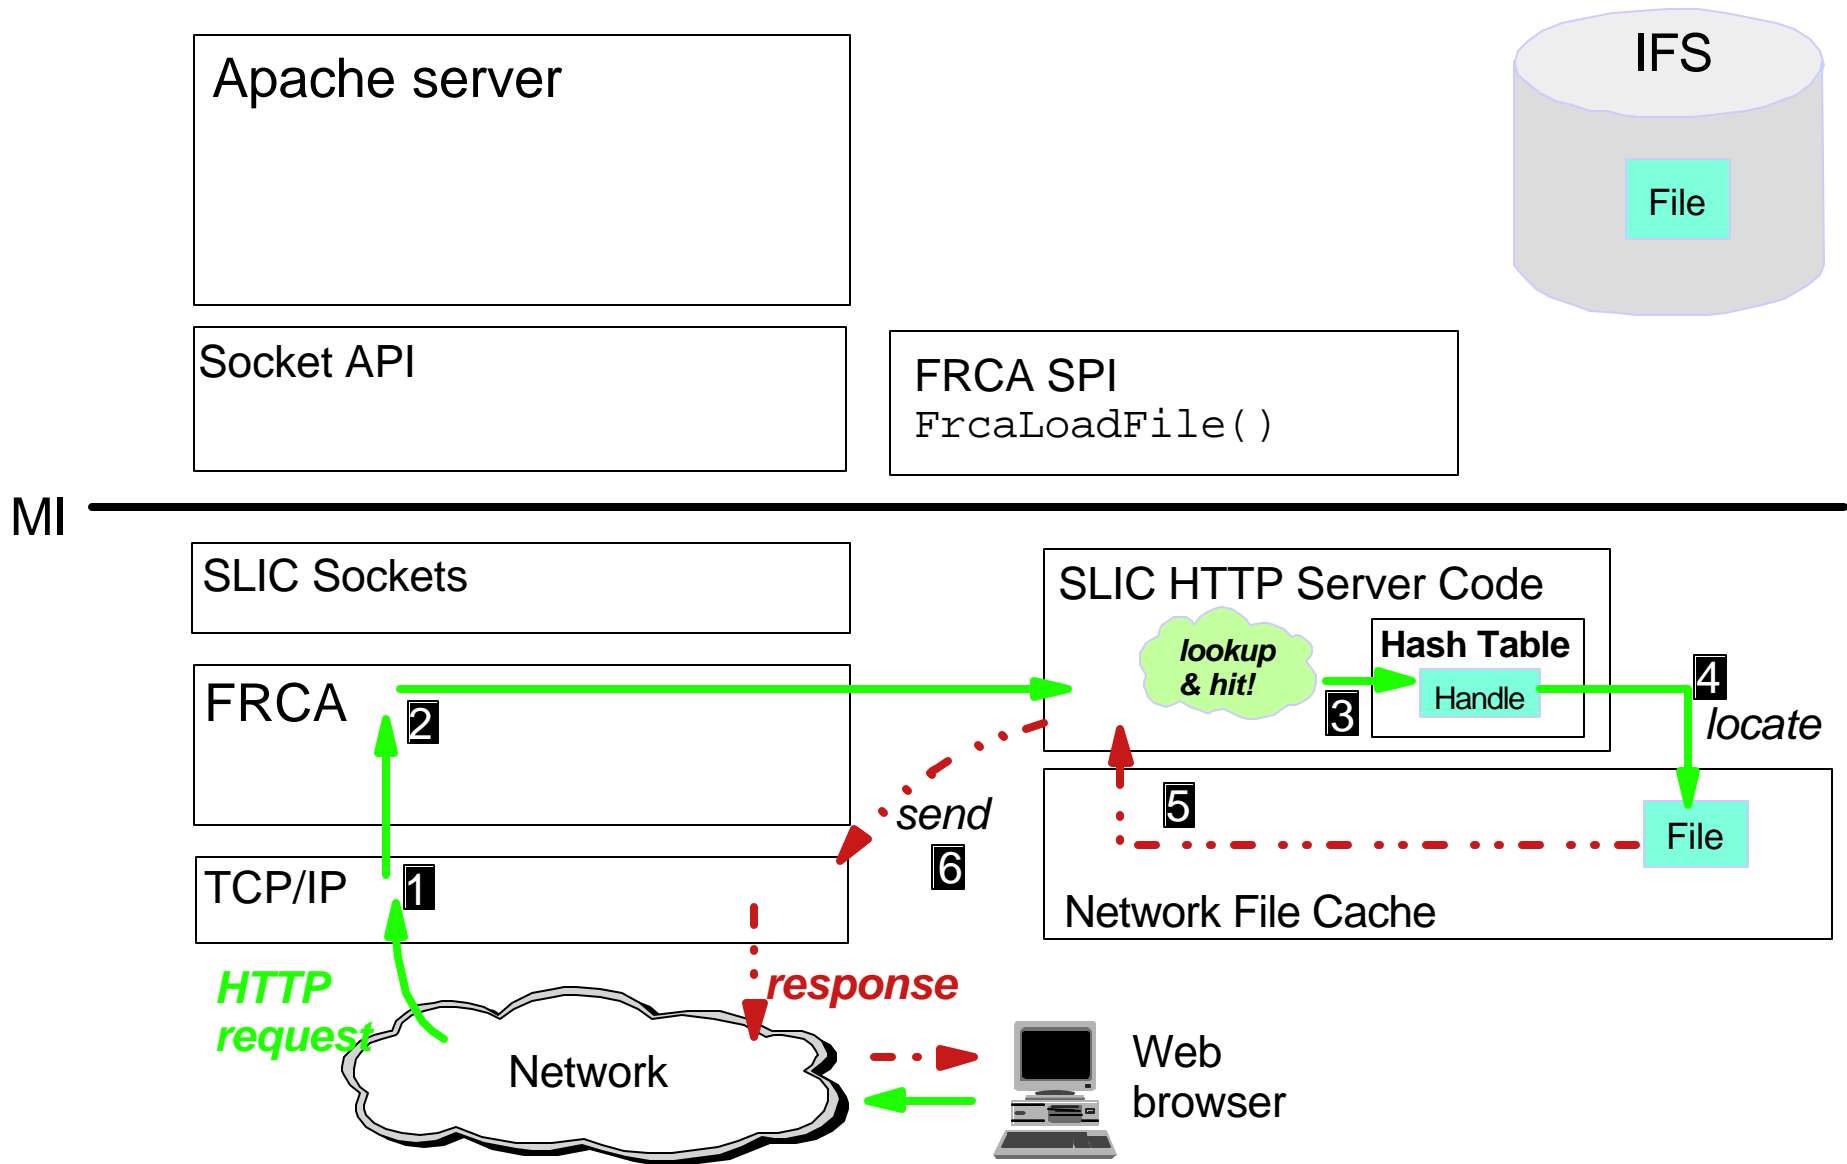 Apache server
IFS
File
Socket API
FRCA SPI
FrcaLoadFile()
MI
SLIC Sockets
SLIC HTTP Server Code
lookup
& hit!
Hash Table
Handle
3
4
locate
FRCA
2
5
send
6
File
TCP/IP
1
Network File Cache
HTTP
request
response
Network
Web
browser